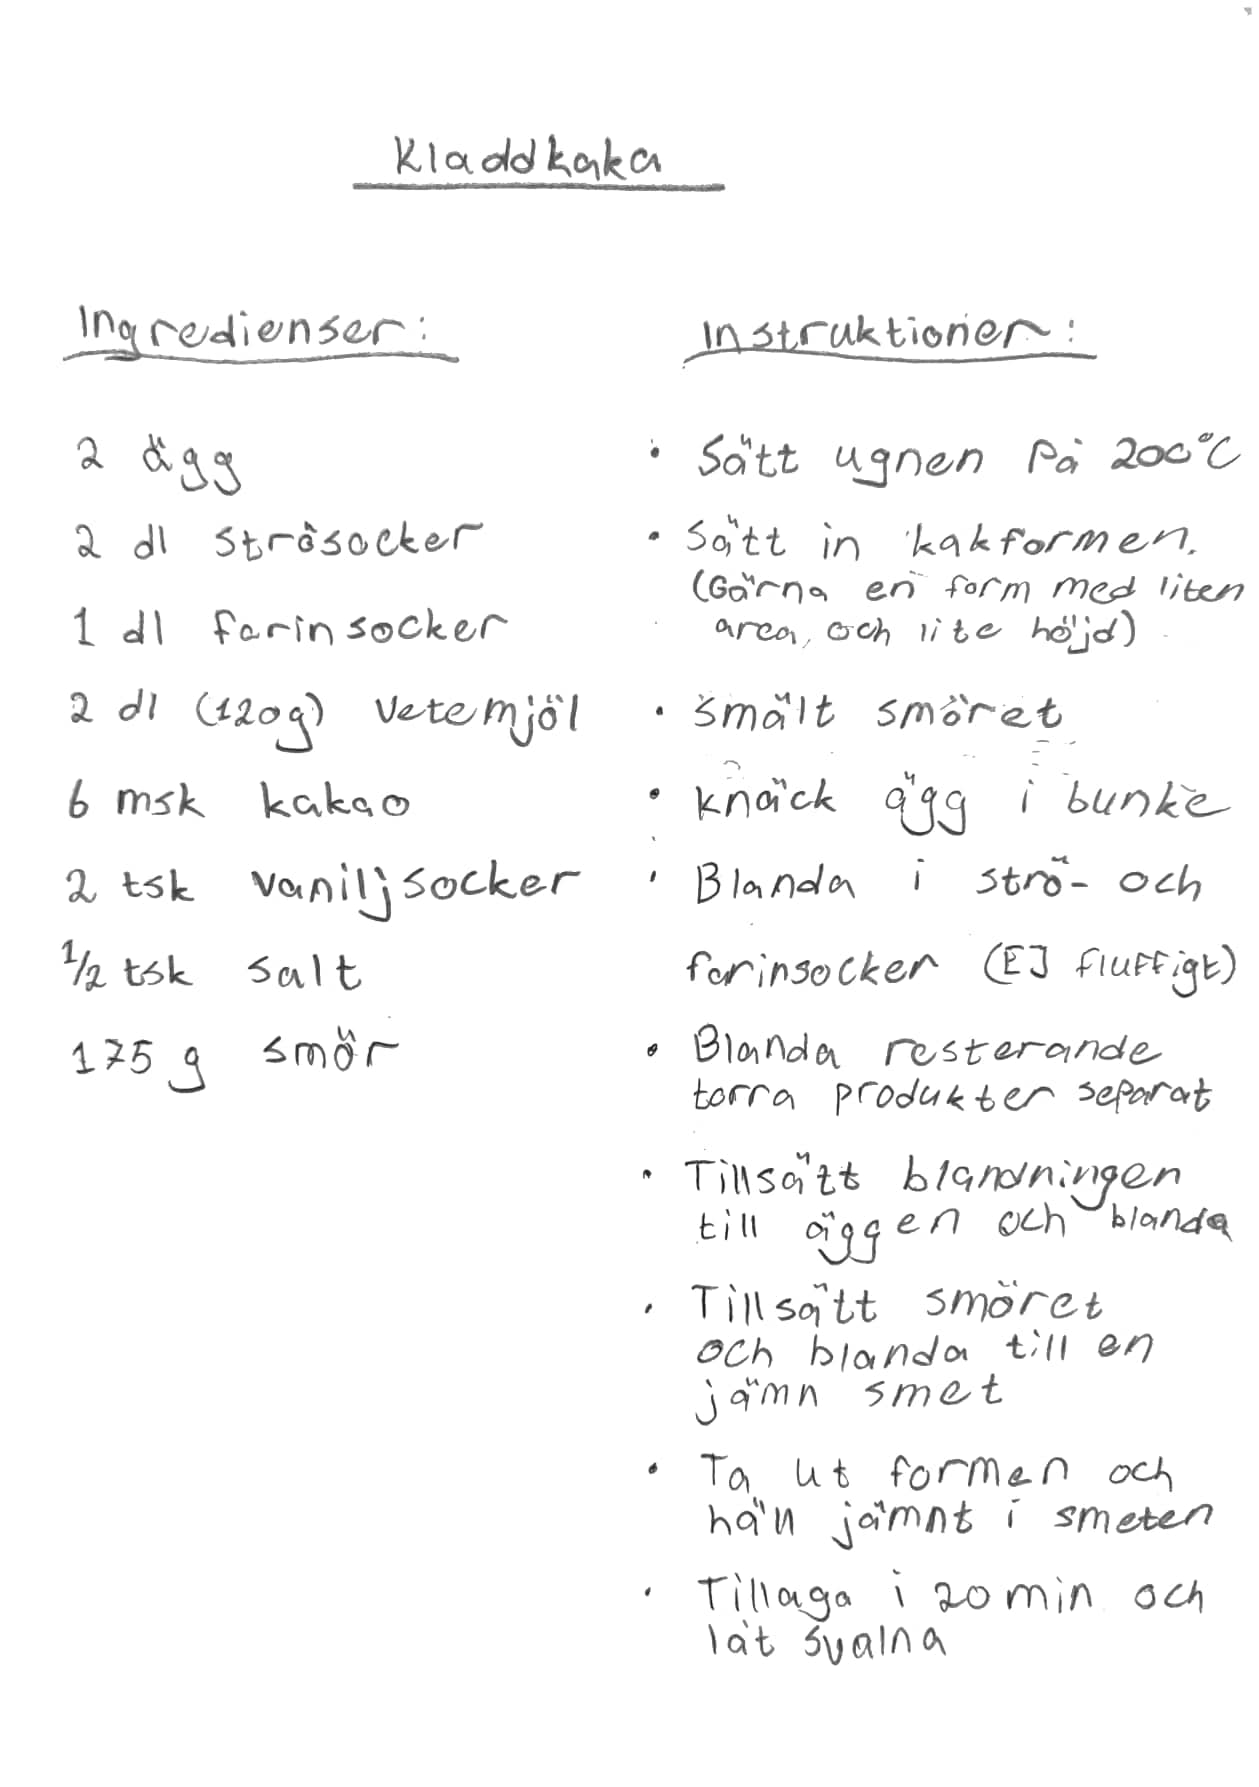 Kladdkaka
Ingredienser:
2 ägg
2 dl strösocker
1 dl farinsocker
2 dl (120g) vetemjöl
6 msk kakao
2 tsk vaniljsocker
1/2 tsk salt
175 g smör
Instruktioner:
• Sätt ugnen på 200°C
• Sätt in kakformen.
(Gärna en form med liten
area, och lite höjd)
• Smält smöret
• Knäck ägg i bunke
• Blanda i strö- och
farinsocker (EJ fluffigt)
• Blanda resterande
torra produkter separat
• Tillsätt blandningen
till äggen och blanda
• Tillsätt smöret
och blanda till en
jämn smet
• Ta ut formen och
häll jämnt i smeten
• Tillaga i 20 min och
låt svalna